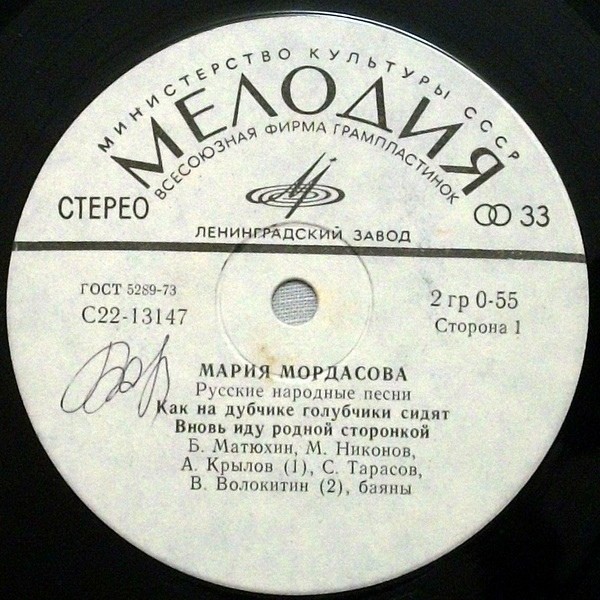 МИНИСТЕРСТВО КУЛЬТУРЫ СССР
МЕЛОДИЯ
ВСЕСОЮЗНАЯ ФИРМА ГРАМПЛАСТИНОК
СТЕРЕО
33
ЛЕНИНГРАДСКИЙ ЗАВОД
ГОСТ 5289-73
С22-13147
2 гр 0-55
Сторона 1
МАРИЯ МОРДАСОВА
Русские народные песни
Как на дубчике голубчики сидят
Вновь иду родной сторонкой
Б. Матюхин, М. Никонов,
А. Крылов (1), С. Тарасов,
В. Волокитин (2), баяны